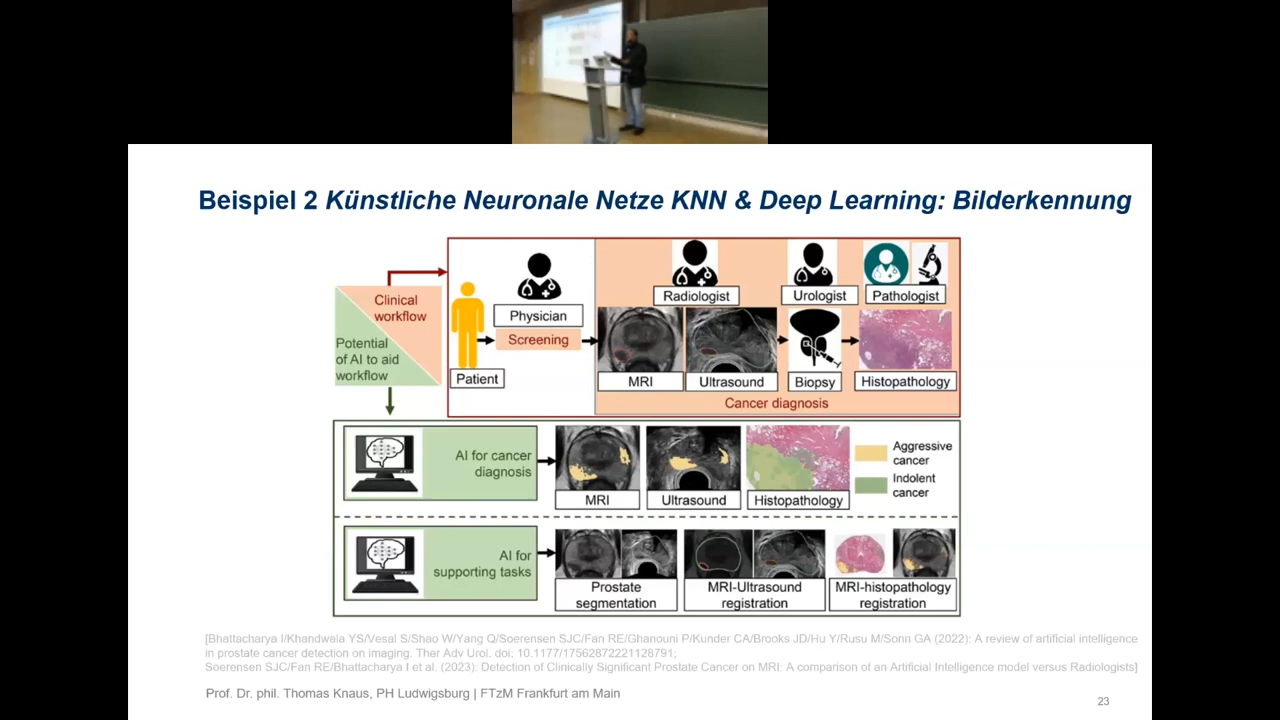 Beispiel 2 Künstliche Neuronale Netze KNN & Deep Learning: Bilderkennung
Clinical
workflow
Potential
of AI to aid
workflow
Patient
Physician
Screening
Radiologist
Urologist
Pathologist
MRI
Ultrasound
Biopsy
Histopathology
Cancer diagnosis
AI for cancer
diagnosis
MRI
Ultrasound
Histopathology
Aggressive
cancer
Indolent
cancer
AI for
supporting tasks
Prostate
segmentation
MRI-Ultrasound
registration
MRI-histopathology
registration
[Bhattacharya I/Khandwala YS/Vesal S/Shao W/Yang Q/Soerensen SJC/Fan RE/Ghanouni P/Kunder CA/Brooks JD/Hu Y/Rusu M/Sonn GA (2022): A review of artificial intelligence
in prostate cancer detection on imaging. Ther Adv Urol. doi: 10.1177/17562872221128791;
Soerensen SJC/Fan RE/Bhattacharya I et al. (2023): Detection of Clinically Significant Prostate Cancer on MRI: A comparison of an Artificial Intelligence model versus Radiologists]
Prof. Dr. phil. Thomas Knaus, PH Ludwigsburg | FTzM Frankfurt am Main
23